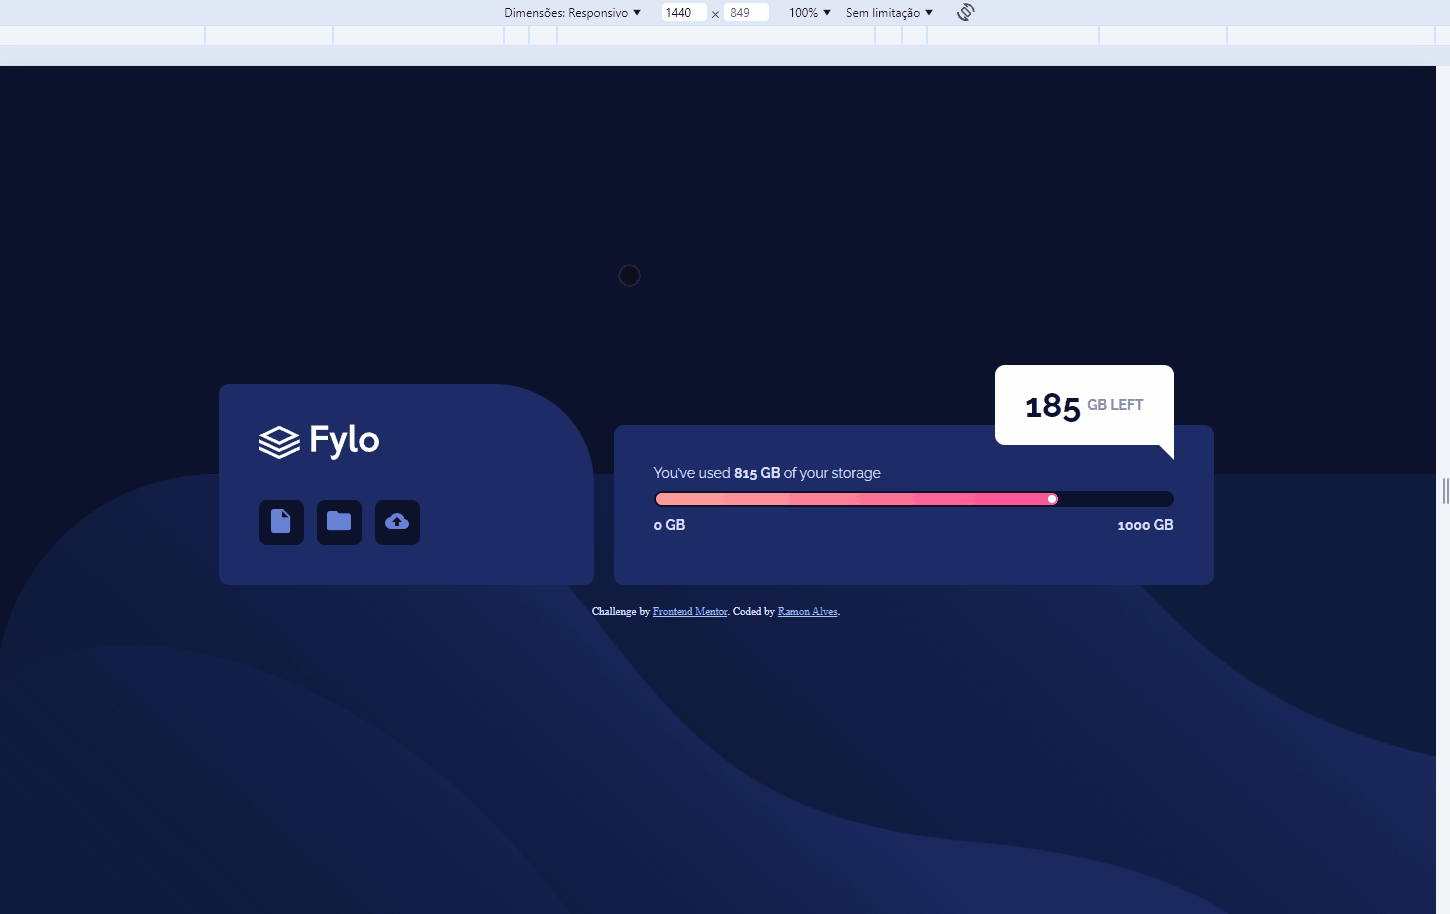 Dimensões: Responsivo 1440 × 849 100% Sem limitação
185 GB LEFT
Fylo
You've used 815 GB of your storage
0 GB 1000 GB
Challenge by Frontend Mentor. Coded by Ramon Alves.